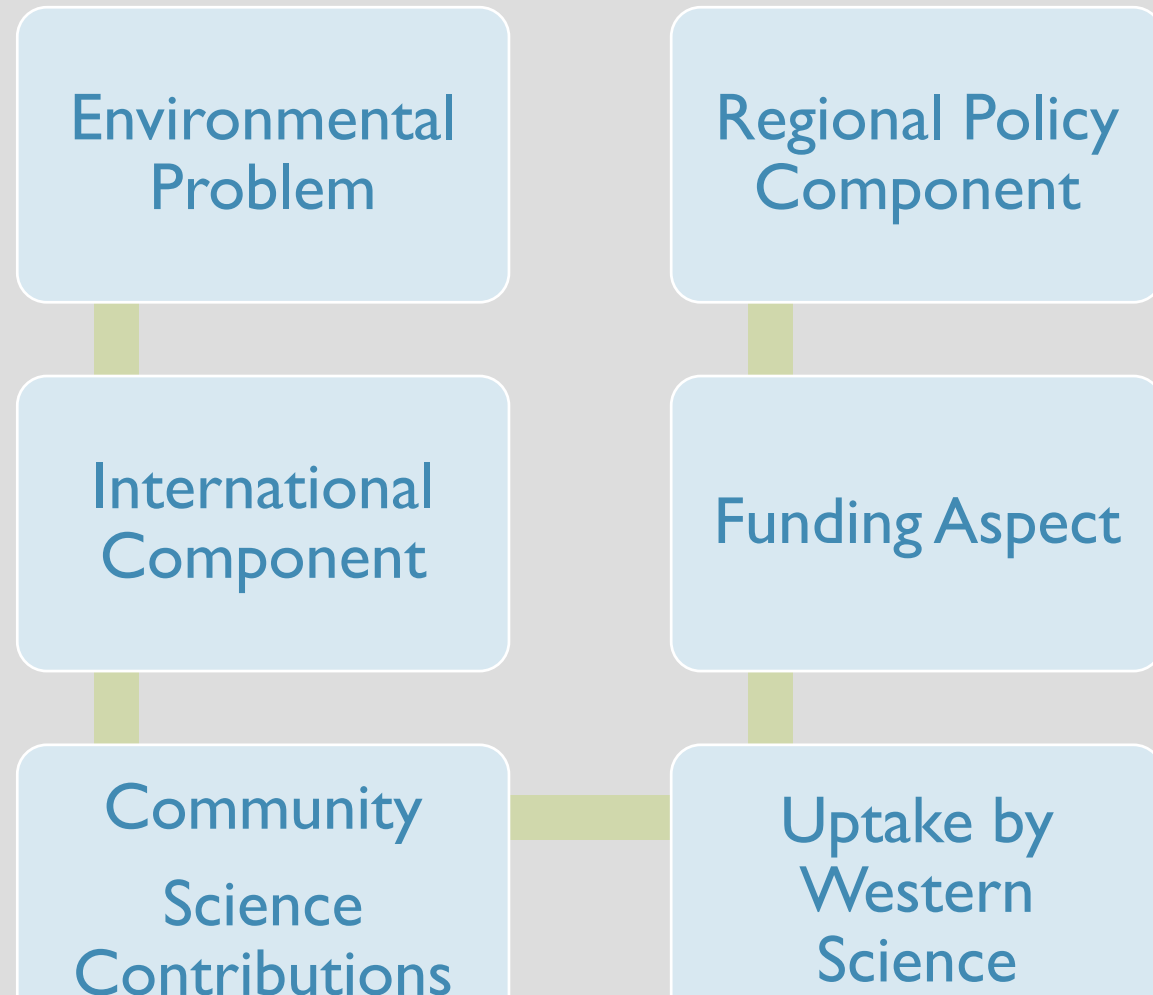 Environmental
Problem
International
Component
Community
Science
Contributions
Uptake by
Western
Science
Funding Aspect
Regional Policy
Component